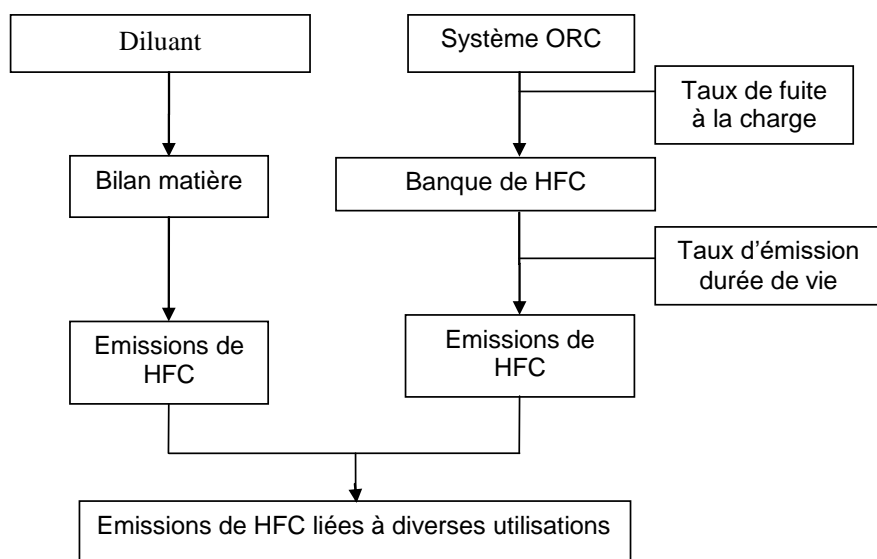 Diluant
Système ORC
Taux de fuite
à la charge
Bilan matière
Banque de HFC
Taux d'émission
durée de vie
Emissions de
HFC
Emissions de
HFC
Emissions de HFC liées à diverses utilisations